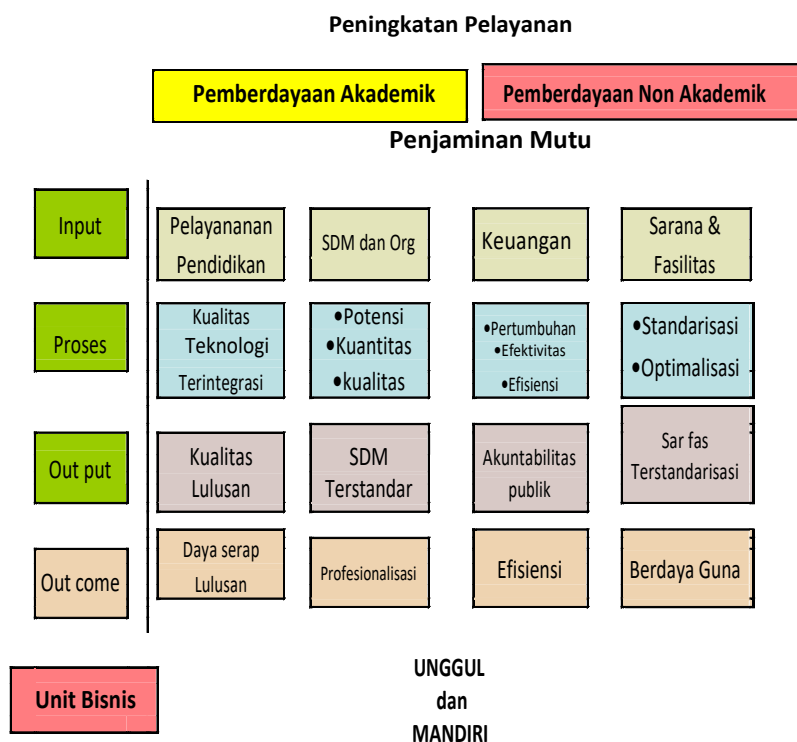 Peningkatan Pelayanan
Pemberdayaan Akademik
Pemberdayaan Non Akademik
Penjaminan Mutu
Input
Pelayananan
Pendidikan
SDM dan Org
Keuangan
Sarana &
Fasilitas
Proses
Kualitas
Teknologi
Terintegrasi
•Potensi
•Kuantitas
•kualitas
•Pertumbuhan
•Efektivitas
•Efisiensi
•Standarisasi
•Optimalisasi
Out put
Kualitas
Lulusan
SDM
Terstandar
Akuntabilitas
publik
Sar fas
Terstandarisasi
Out come
Daya serap
Lulusan
Profesionalisasi
Efisiensi
Berdaya Guna
Unit Bisnis
UNGGUL
dan
MANDIRI